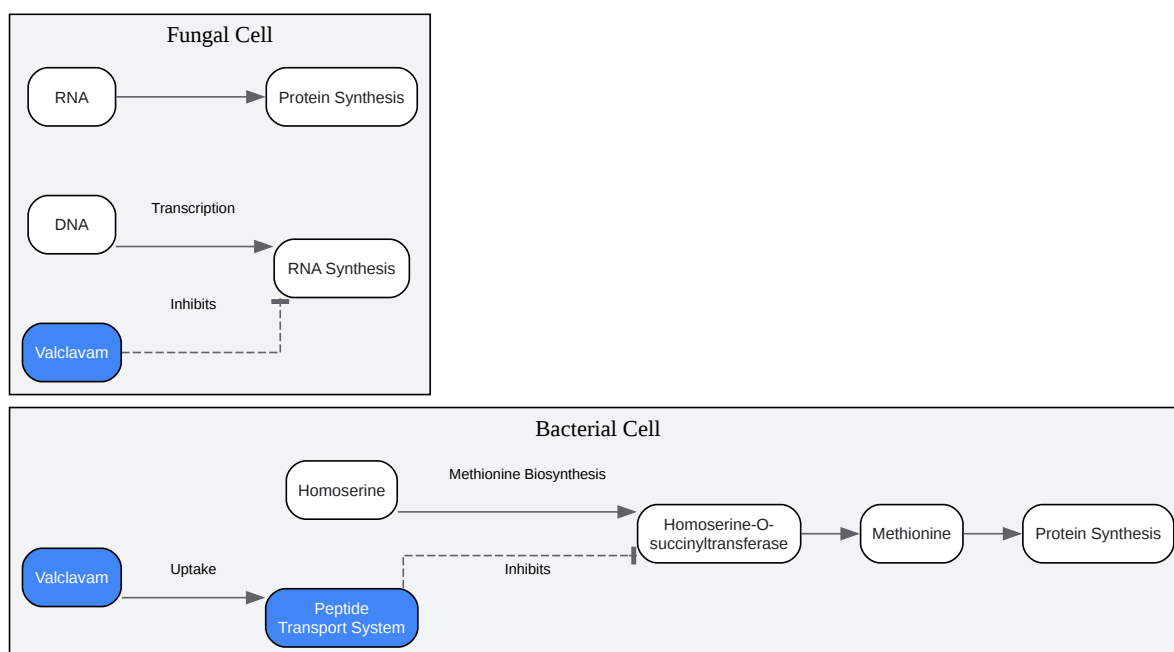 Fungal Cell
RNA
Protein Synthesis
DNA
Transcription
RNA Synthesis
Inhibits
Valclavam
Bacterial Cell
Homoserine
Methionine Biosynthesis
Homoserine-O-
succinyltransferase
Methionine
Protein Synthesis
Valclavam
Uptake
Inhibits
Peptide
Transport System